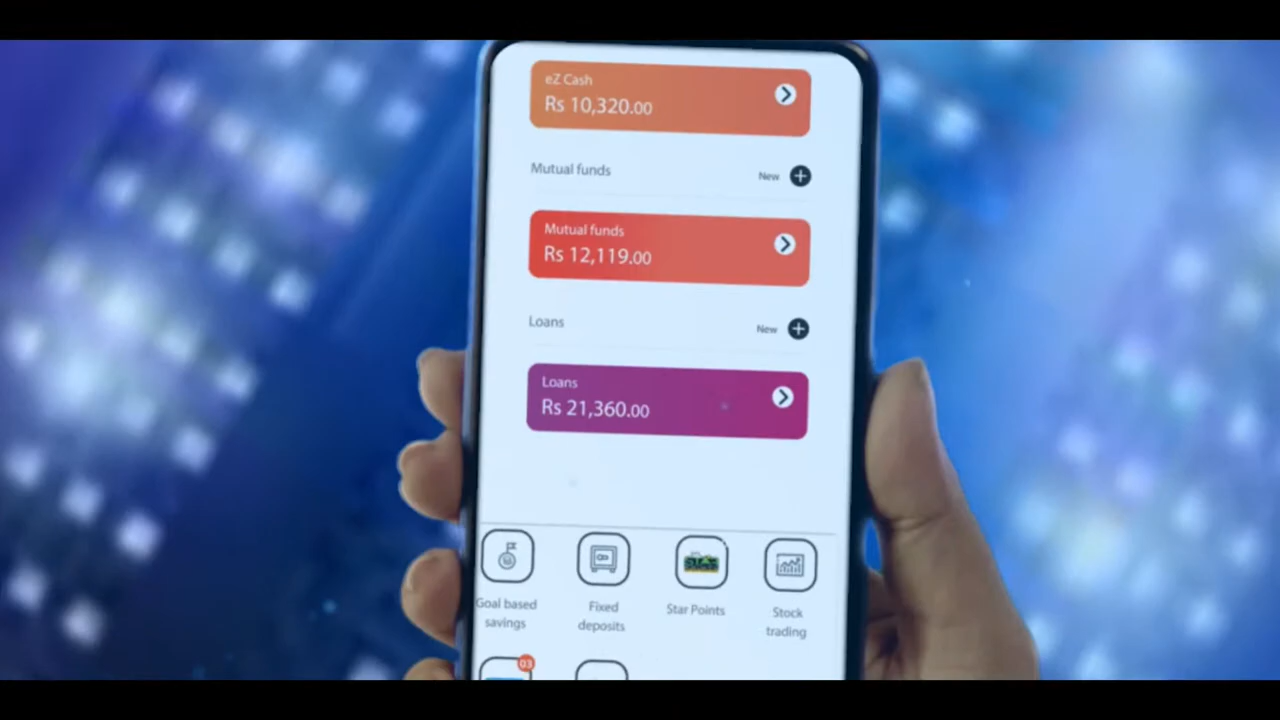 eZ Cash
Rs 10,320.00
Mutual funds
New
Mutual funds
Rs 12,119.00
Loans
New
Loans
Rs 21,360.00
Goal based
savings
Fixed
deposits
Star Points
Stock
trading
03